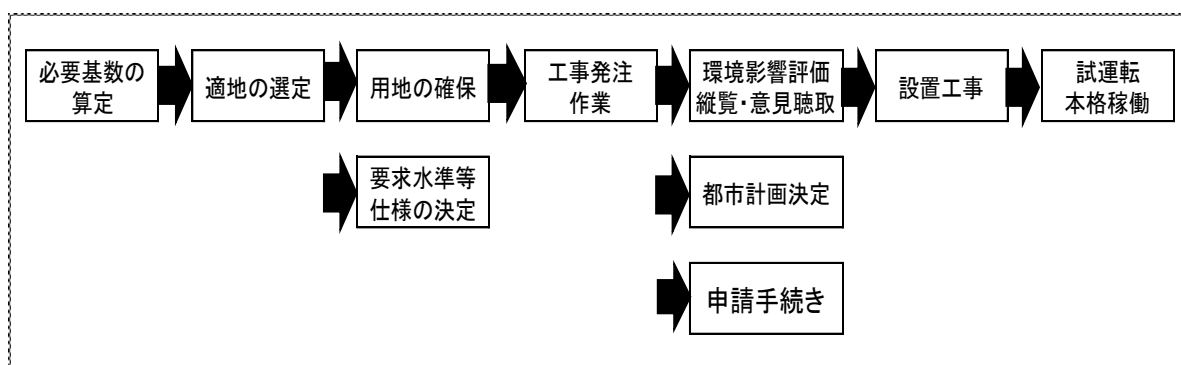 必要基数の
算定
適地の選定
用地の確保
工事発注
作業
環境影響評価
縦覧・意見聴取
設置工事
試運転
本格稼働
要求水準等
仕様の決定
都市計画決定
申請手続き